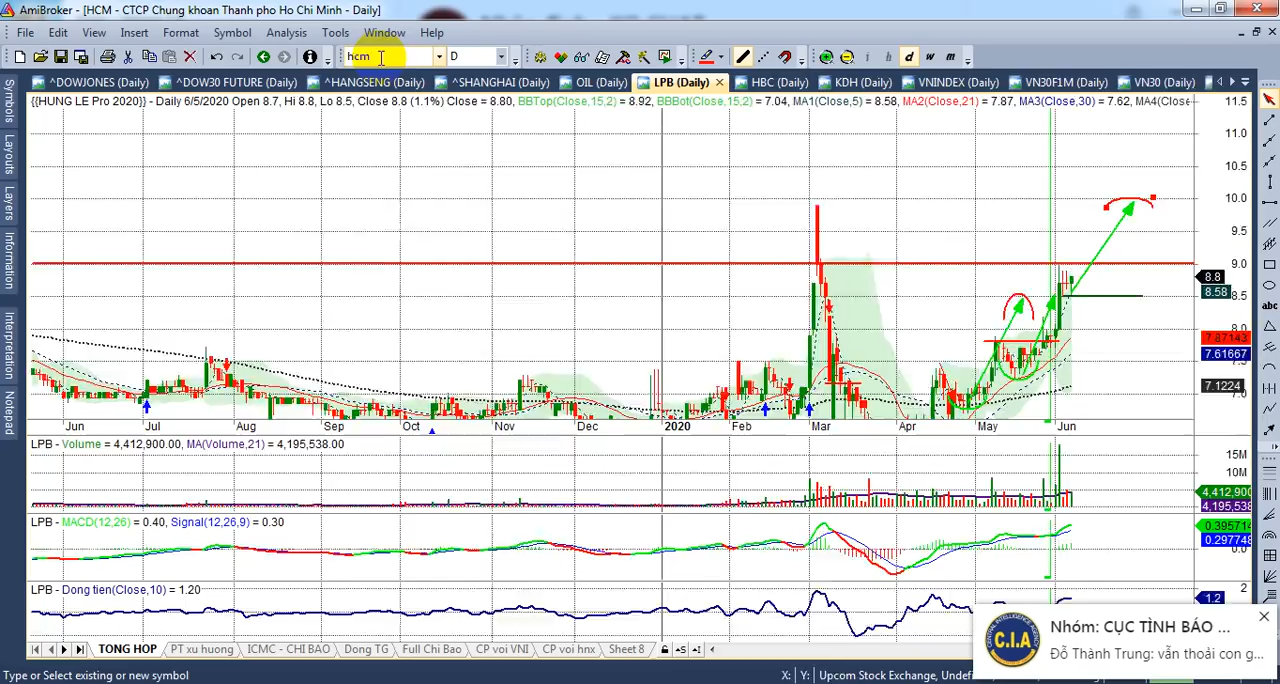 AmiBroker - [HCM - CTCP Chung khoan Thanh pho Ho Chi Minh - Daily]
File Edit View Insert Format Symbol Analysis Tools Window Help
hcm D i h d w m
^DOWJONES (Daily) ^DOW30 FUTURE (Daily) ^HANGSENG (Daily) ^SHANGHAI (Daily) OIL (Daily) LPB (Daily) HBC (Daily) KDH (Daily) VNINDEX (Daily) VN30F1M (Daily) VN30 (Daily)
{{HUNG LE Pro 2020}} - Daily 6/5/2020 Open 8.7, Hi 8.8, Lo 8.5, Close 8.8 (1.1%) Close = 8.80, BBTop(Close,15.2) = 8.92, BBBot(Close,15.2) = 7.04, MA1(Close,5) = 8.58, MA2(Close,21) = 7.87, MA3(Close,30) = 7.62, MA4(Close
Symbols
Layouts
Layers
Information
Interpretation
Notepad
abc
11.5
11.0
10.5
10.0
9.5
9.0
8.8
8.58
8.5
8.0
7.87143
7.61667
7.1224
7.0
Jun Jul Aug Sep Oct Nov Dec 2020 Feb Mar Apr May Jun
LPB - Volume = 4,412,900.00, MA(Volume,21) = 4,195,538.00
15M
10M
4,412,900
4,195,538
LPB - MACD(12,26) = 0.40, Signal(12,26,9) = 0.30
0.395714
0.297748
0.0
LPB - Dong tien(Close,10) = 1.20
2
1.2
TONG HOP PT xu huong ICMC - CHI BAO Dong TG Full Chi Bao CP voi VNI CP voi hnx Sheet 8
Nhóm: CỤC TÌNH BÁO ...
Đỗ Thành Trung: vẫn thoải con g...
C.I.A
Type or Select existing or new symbol X: Y: Upcom Stock Exchange, Undef